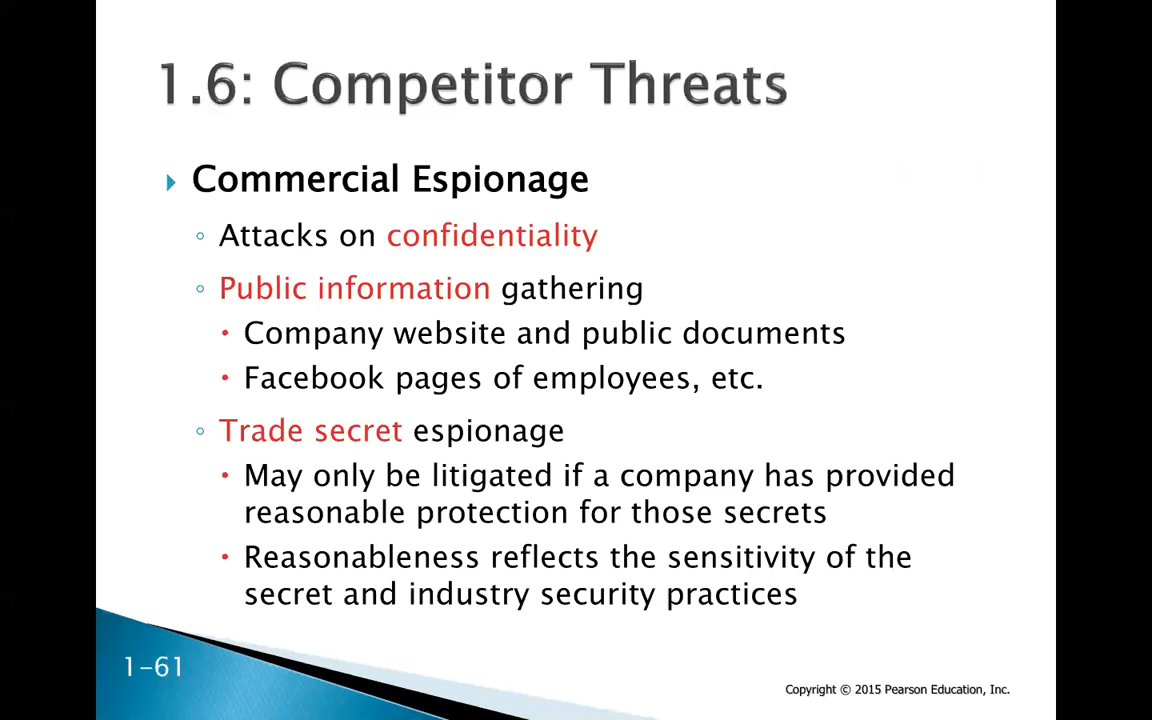 1.6: Competitor Threats
Commercial Espionage
Attacks on confidentiality
Public information gathering
Company website and public documents
Facebook pages of employees, etc.
Trade secret espionage
May only be litigated if a company has provided
reasonable protection for those secrets
Reasonableness reflects the sensitivity of the
secret and industry security practices
1-61
Copyright © 2015 Pearson Education, Inc.